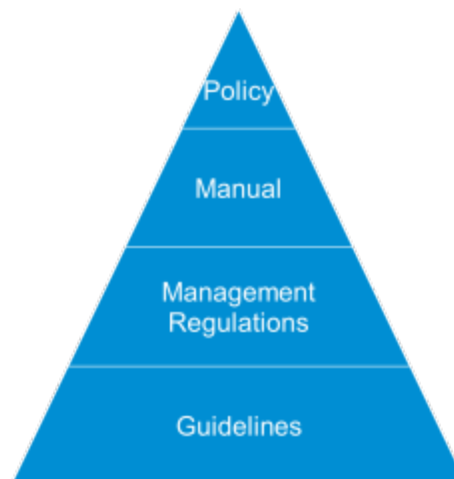 Policy
Manual
Management
Regulations
Guidelines